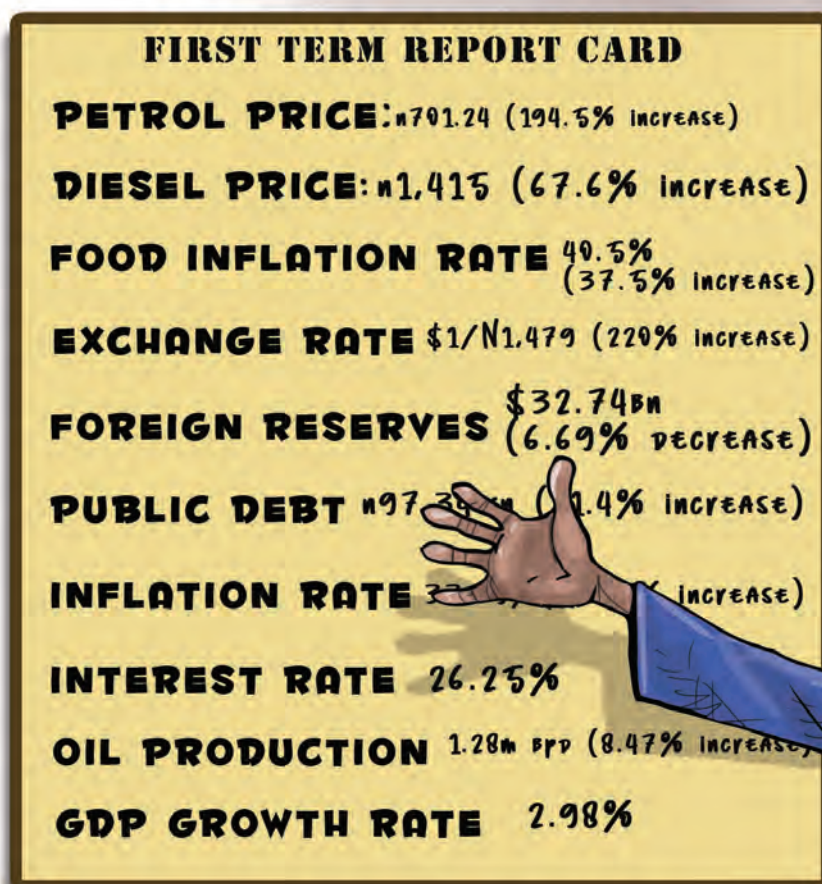 FIRST TERM REPORT CARD
PETROL PRICE: n701.24 (194.5% increase)
DIESEL PRICE: n1,415 (67.6% increase)
FOOD INFLATION RATE 40.5%
(37.5% increase)
EXCHANGE RATE $1/N1,479 (220% increase)
FOREIGN RESERVES $32.74Bn
(6.69% decrease)
PUBLIC DEBT increase)
INFLATION RATE increase)
INTEREST RATE 26.25%
OIL PRODUCTION 1.28m BPD (8.47% increase)
GDP GROWTH RATE 2.98%